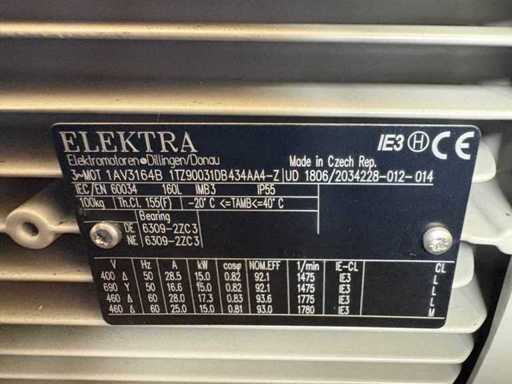 ELEKTRA IE3 H CE
Elektromotoren•Dillingen/Donau Made in Czech Rep.
3~MOT 1AV3164B 1TZ90031DB434AA4-Z UD 1806/2034228-012-014
IEC/EN 60034 160L IMB3 IP55
100kg Th.Cl. 155(F) -20°C <=TAMB<=40°C
Bearing
DE 6309-2ZC3
NE 6309-2ZC3
V Hz A kW cosφ NOM.EFF 1/min IE-CL CL
400 Δ 50 28.5 15.0 0.82 92.1 1475 IE3 L
690 Y 50 16.6 15.0 0.82 92.1 1475 IE3 L
460 Δ 60 28.0 17.3 0.83 93.6 1775 IE3 L
460 Δ 60 25.0 15.0 0.81 93.0 1780 IE3 M